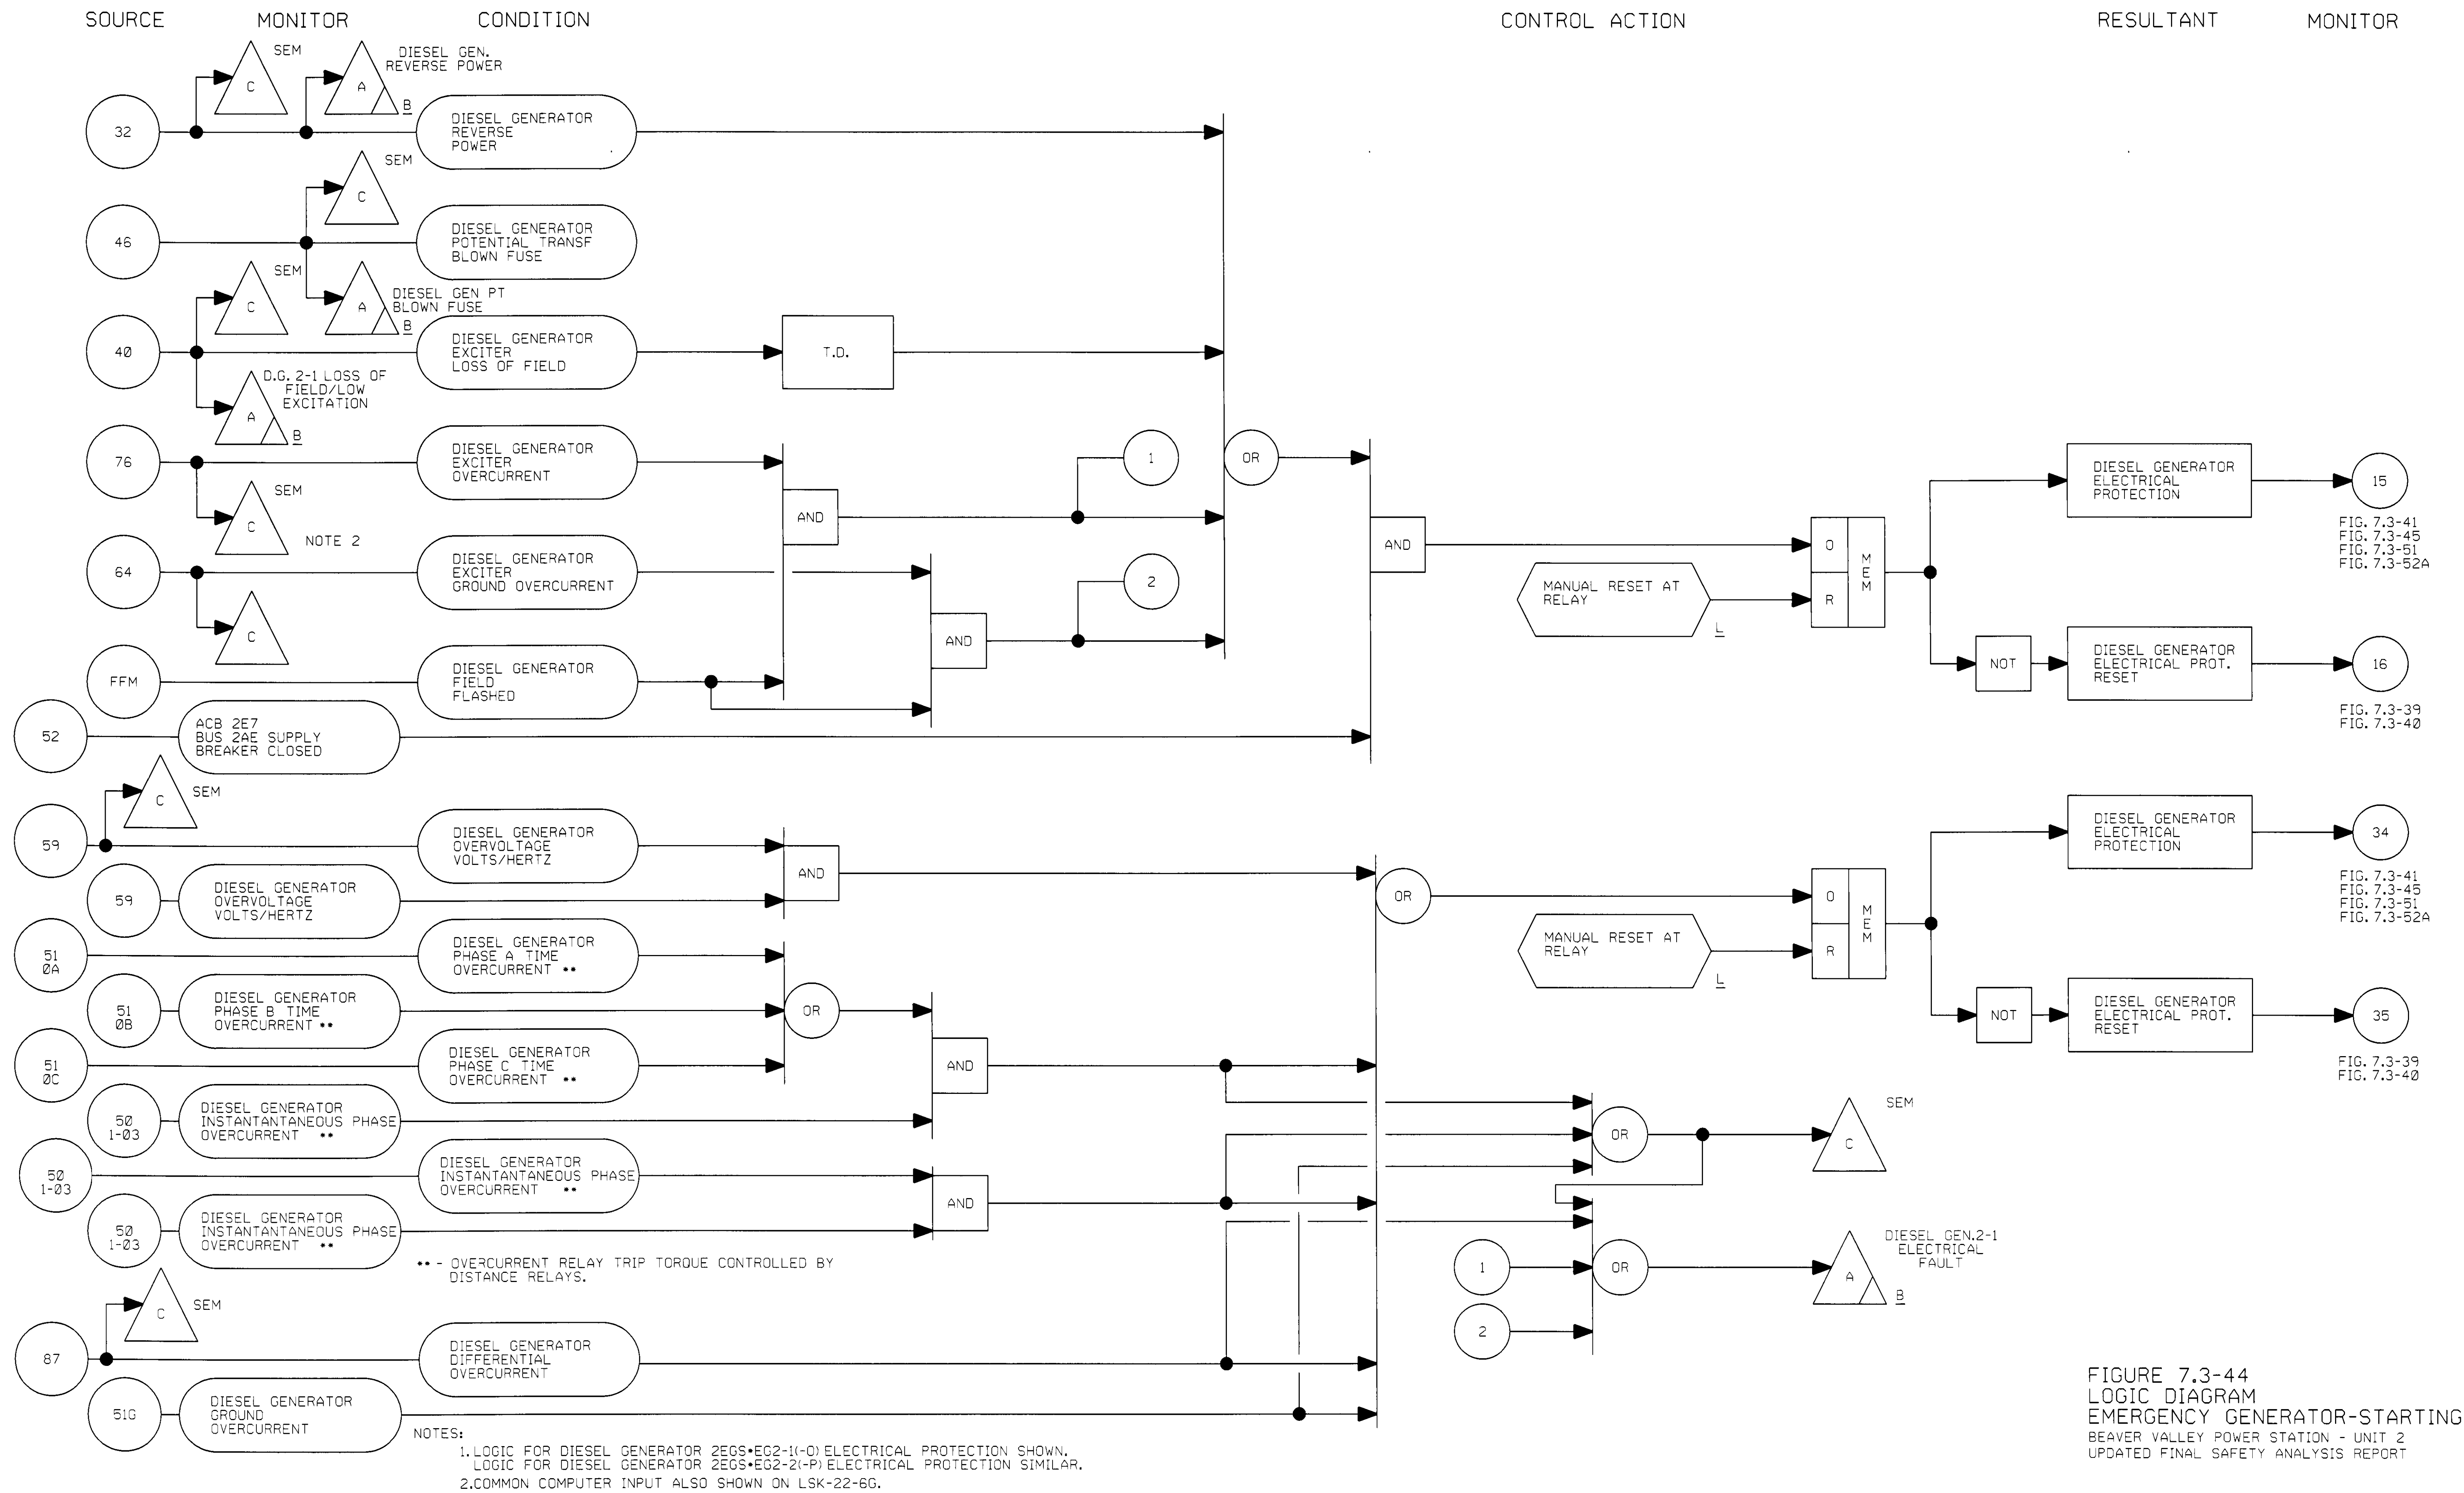 SOURCE MONITOR CONDITION CONTROL ACTION RESULTANT MONITOR
SEM
C
DIESEL GEN.
REVERSE POWER
A
B
32
DIESEL GENERATOR
REVERSE
POWER
SEM
C
46
DIESEL GENERATOR
POTENTIAL TRANSF
BLOWN FUSE
SEM
C
A
DIESEL GEN PT
BLOWN FUSE
B
40
DIESEL GENERATOR
EXCITER
LOSS OF FIELD
T.D.
D.G. 2-1 LOSS OF
FIELD/LOW
EXCITATION
A
B
76
DIESEL GENERATOR
EXCITER
OVERCURRENT
1
OR
SEM
C
NOTE 2
AND
64
DIESEL GENERATOR
EXCITER
GROUND OVERCURRENT
2
C
AND
FFM
DIESEL GENERATOR
FIELD
FLASHED
52
ACB 2E7
BUS 2AE SUPPLY
BREAKER CLOSED
AND
MANUAL RESET AT
RELAY
L
O
R
MEM
DIESEL GENERATOR
ELECTRICAL
PROTECTION
15
FIG. 7.3-41
FIG. 7.3-45
FIG. 7.3-51
FIG. 7.3-52A
NOT
DIESEL GENERATOR
ELECTRICAL PROT.
RESET
16
FIG. 7.3-39
FIG. 7.3-40
C
SEM
59
DIESEL GENERATOR
OVERVOLTAGE
VOLTS/HERTZ
AND
59
DIESEL GENERATOR
OVERVOLTAGE
VOLTS/HERTZ
51
ØA
DIESEL GENERATOR
PHASE A TIME
OVERCURRENT **
51
ØB
DIESEL GENERATOR
PHASE B TIME
OVERCURRENT **
OR
51
ØC
DIESEL GENERATOR
PHASE C TIME
OVERCURRENT **
AND
50
1-03
DIESEL GENERATOR
INSTANTANTANEOUS PHASE
OVERCURRENT **
50
1-03
DIESEL GENERATOR
INSTANTANTANEOUS PHASE
OVERCURRENT **
AND
50
1-03
DIESEL GENERATOR
INSTANTANTANEOUS PHASE
OVERCURRENT **
** - OVERCURRENT RELAY TRIP TORQUE CONTROLLED BY
DISTANCE RELAYS.
OR
MANUAL RESET AT
RELAY
L
O
R
MEM
DIESEL GENERATOR
ELECTRICAL
PROTECTION
34
FIG. 7.3-41
FIG. 7.3-45
FIG. 7.3-51
FIG. 7.3-52A
NOT
DIESEL GENERATOR
ELECTRICAL PROT.
RESET
35
FIG. 7.3-39
FIG. 7.3-40
OR
SEM
C
1
OR
2
DIESEL GEN.2-1
ELECTRICAL
FAULT
A
B
C
SEM
87
DIESEL GENERATOR
DIFFERENTIAL
OVERCURRENT
51G
DIESEL GENERATOR
GROUND
OVERCURRENT
NOTES:
1.LOGIC FOR DIESEL GENERATOR 2EGS*EG2-1(-O) ELECTRICAL PROTECTION SHOWN.
LOGIC FOR DIESEL GENERATOR 2EGS*EG2-2(-P) ELECTRICAL PROTECTION SIMILAR.
2.COMMON COMPUTER INPUT ALSO SHOWN ON LSK-22-6G.
FIGURE 7.3-44
LOGIC DIAGRAM
EMERGENCY GENERATOR-STARTING
BEAVER VALLEY POWER STATION - UNIT 2
UPDATED FINAL SAFETY ANALYSIS REPORT